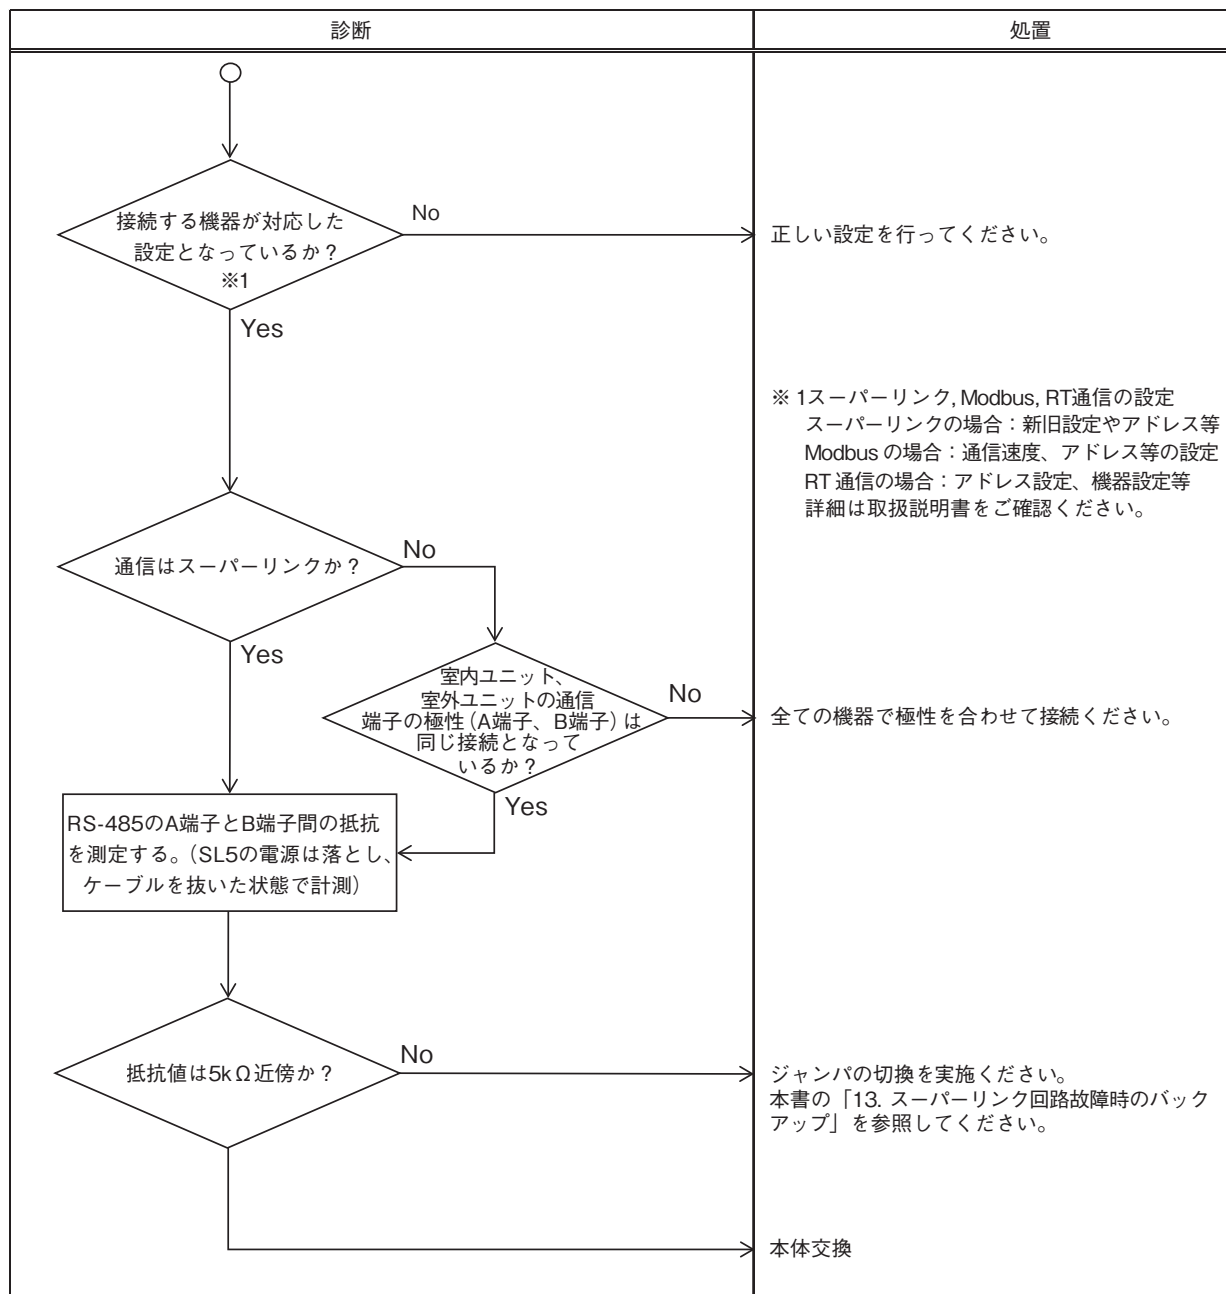 診断
処置
接続する機器が対応した
設定となっているか？
※1
No
正しい設定を行ってください。
Yes
※ 1スーパーリンク, Modbus, RT通信の設定
スーパーリンクの場合：新旧設定やアドレス等
Modbus の場合：通信速度、アドレス等の設定
RT 通信の場合：アドレス設定、機器設定等
詳細は取扱説明書をご確認ください。
通信はスーパーリンクか？
No
Yes
室内ユニット、
室外ユニットの通信
端子の極性（A端子、B端子）は
同じ接続となって
いるか？
No
全ての機器で極性を合わせて接続ください。
Yes
RS-485のA端子とB端子間の抵抗
を測定する。（SL5の電源は落とし、
ケーブルを抜いた状態で計測）
抵抗値は5kΩ近傍か？
No
ジャンパの切換を実施ください。
本書の「13. スーパーリンク回路故障時のバック
アップ」を参照してください。
本体交換